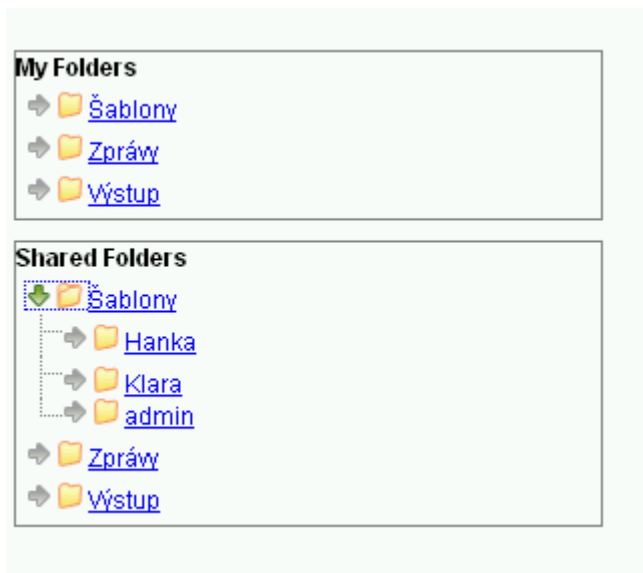 My Folders
Šablony
Zprávy
Výstup
Shared Folders
Šablony
Hanka
Klara
admin
Zprávy
Výstup